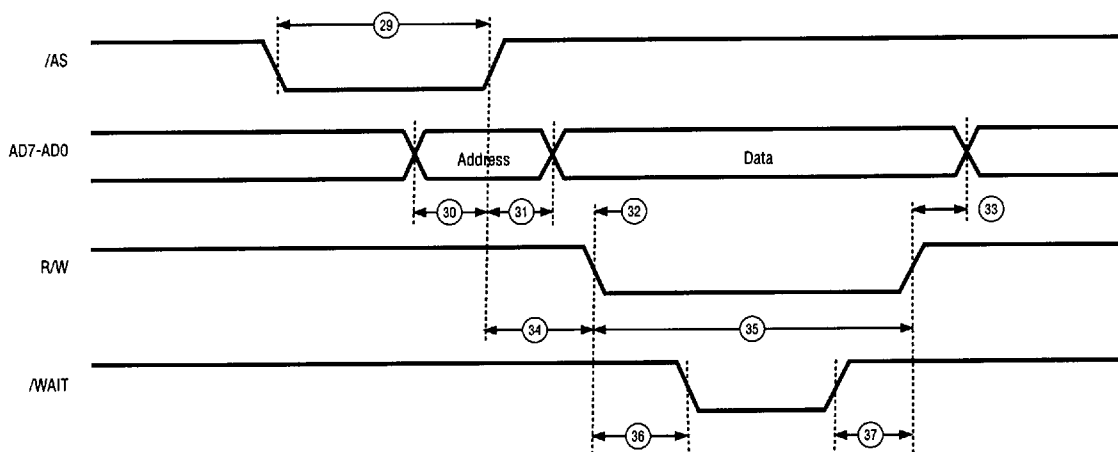 29
/AS
AD7-AD0
Address
Data
30
31
32
33
R/W
34
35
/WAIT
36
37